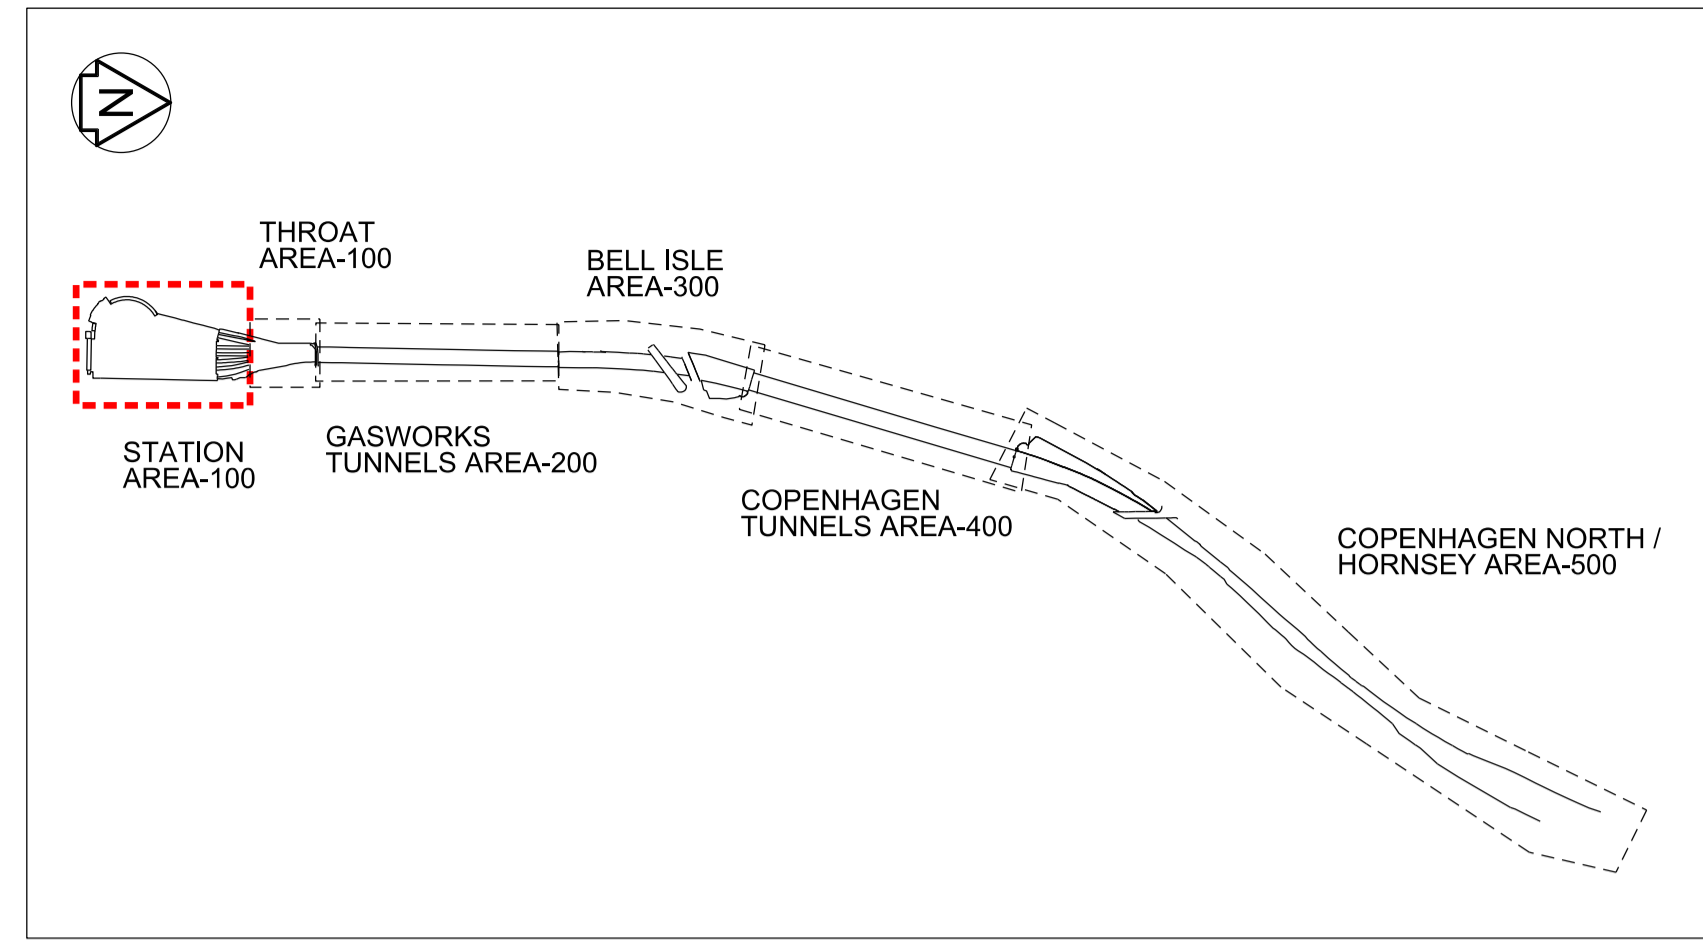 N
THROAT
AREA-100
BELL ISLE
AREA-300
STATION
AREA-100
GASWORKS
TUNNELS AREA-200
COPENHAGEN
TUNNELS AREA-400
COPENHAGEN NORTH /
HORNSEY AREA-500